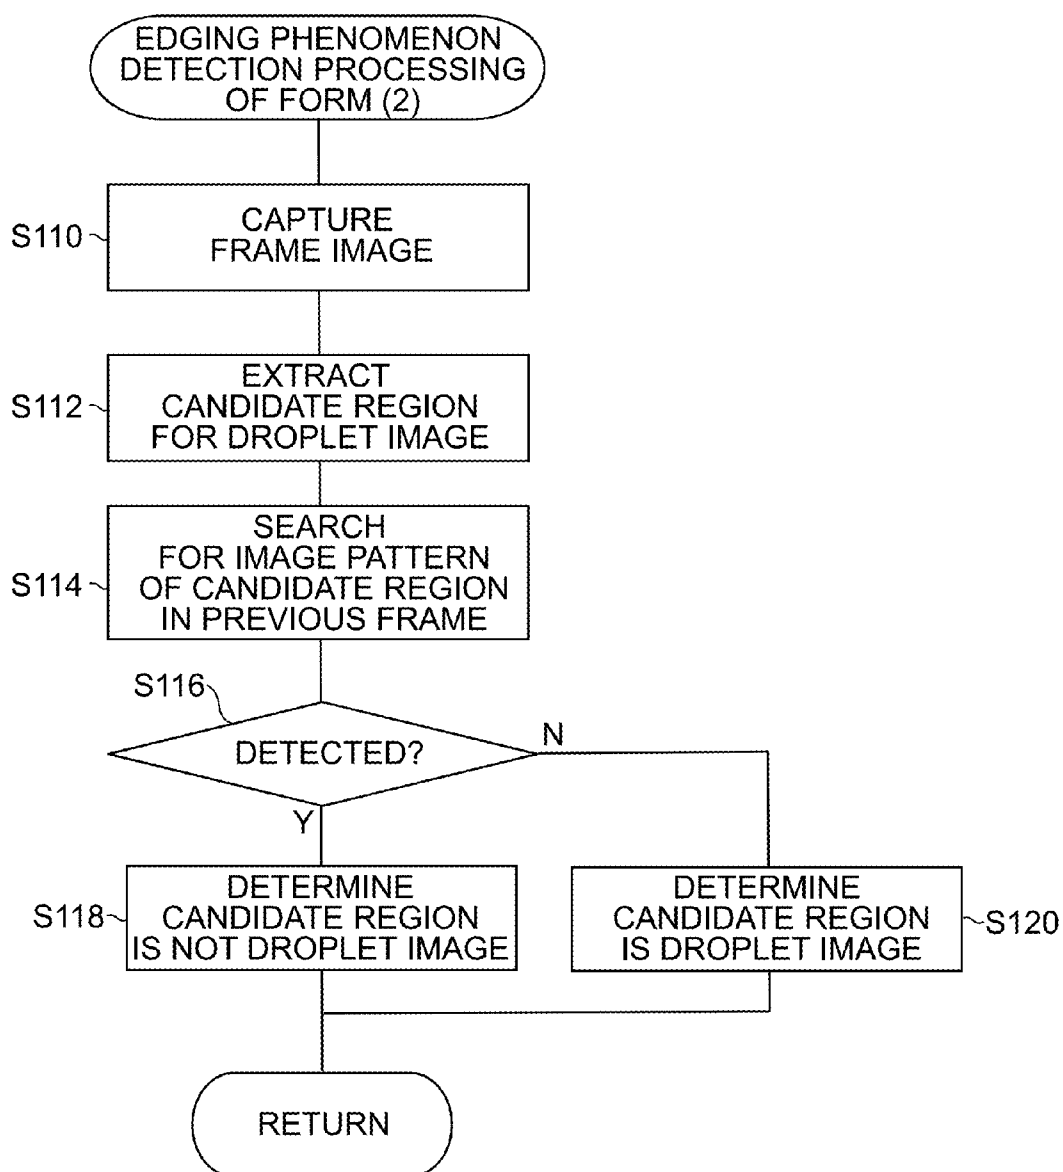 EDGING PHENOMENON
DETECTION PROCESSING
OF FORM (2)
S110
CAPTURE
FRAME IMAGE
S112
EXTRACT
CANDIDATE REGION
FOR DROPLET IMAGE
S114
SEARCH
FOR IMAGE PATTERN
OF CANDIDATE REGION
IN PREVIOUS FRAME
S116
DETECTED?
N
Y
S118
DETERMINE
CANDIDATE REGION
IS NOT DROPLET IMAGE
DETERMINE
CANDIDATE REGION
IS DROPLET IMAGE
S120
RETURN